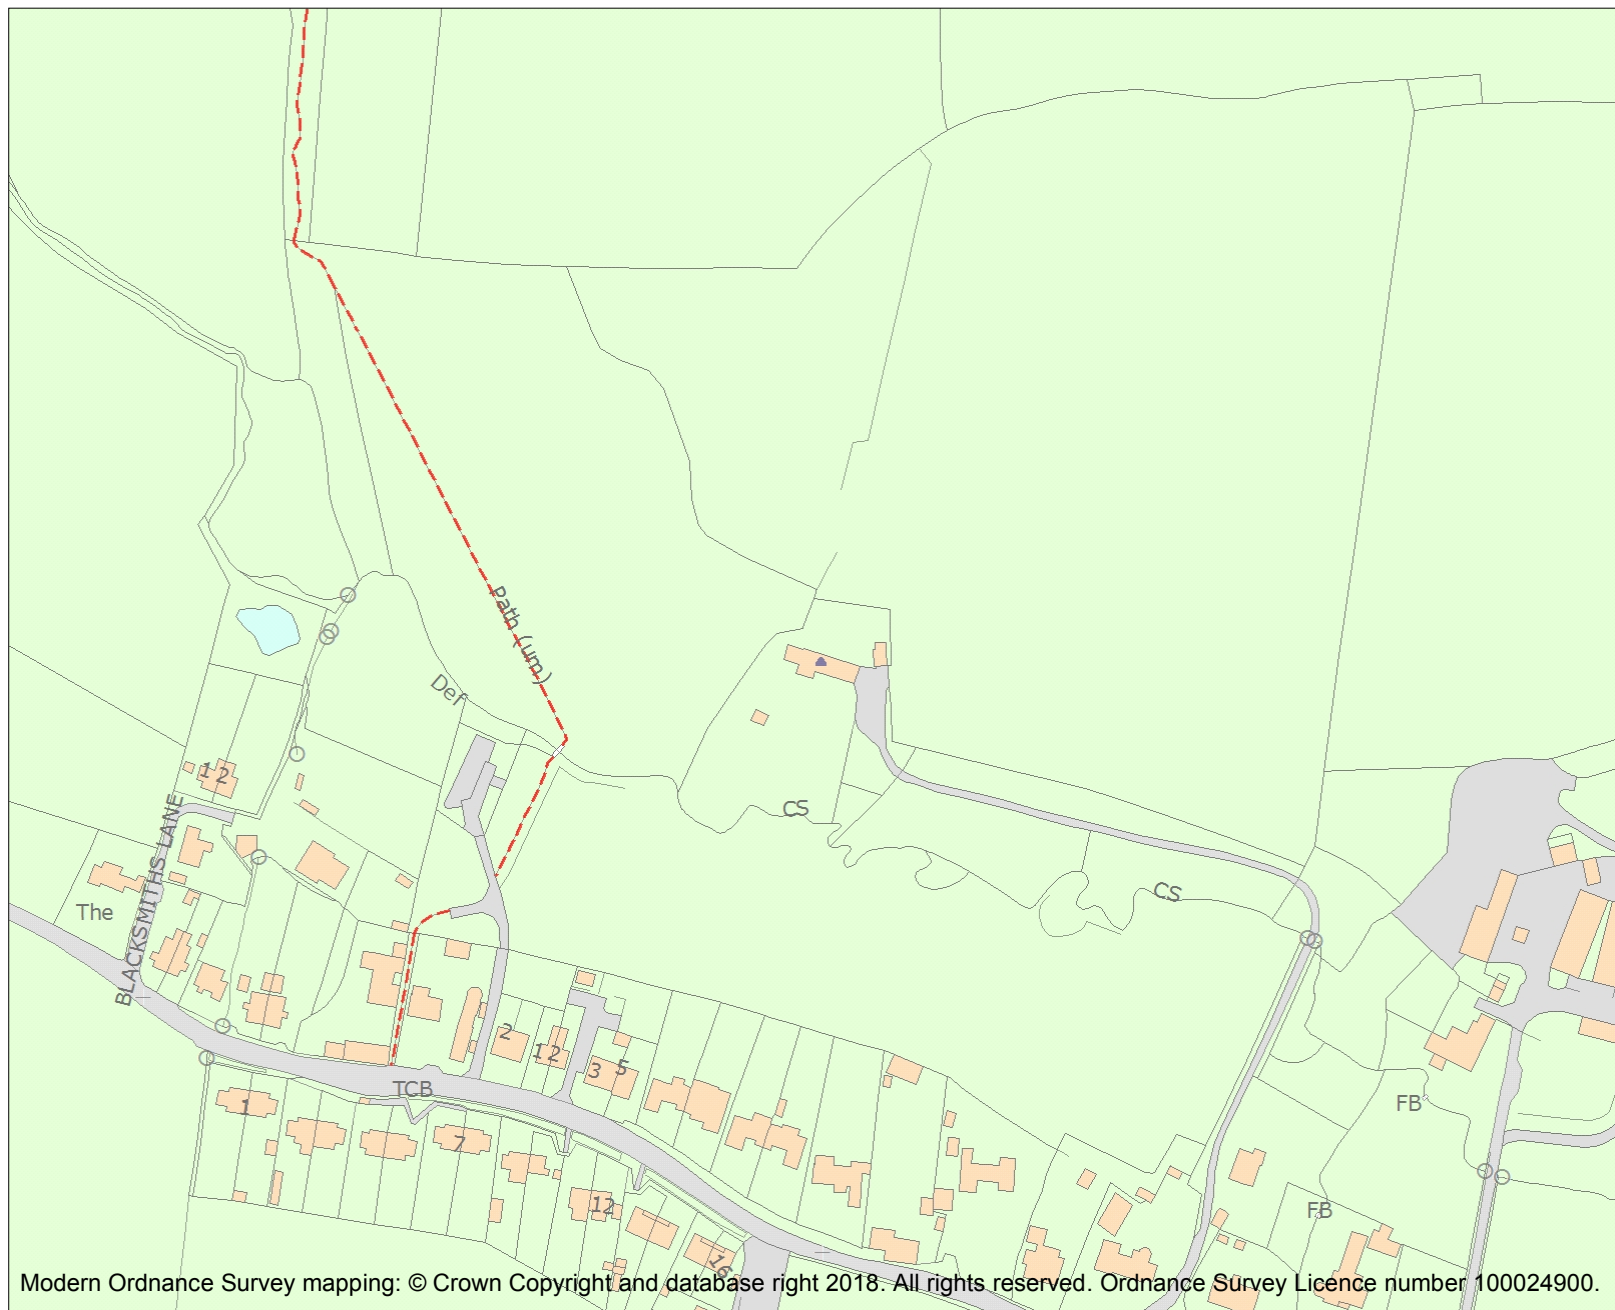 Path (um)
Def
1 2
CS
CS
BLACKSMITHS LANE
The
2
1 2
3
5
TCB
FB
1
7
12
FB
16
Modern Ordnance Survey mapping: © Crown Copyright and database right 2018. All rights reserved. Ordnance Survey Licence number 100024900.